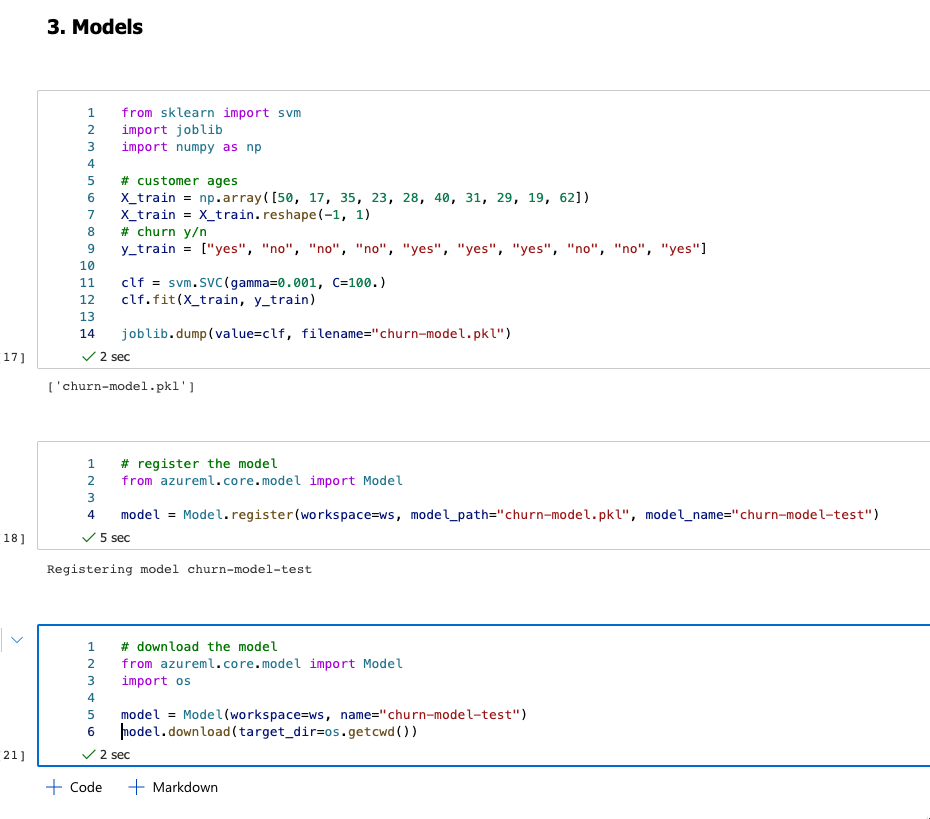 3. Models
1 from sklearn import svm
2 import joblib
3 import numpy as np
4
5 # customer ages
6 X_train = np.array([50, 17, 35, 23, 28, 40, 31, 29, 19, 62])
7 X_train = X_train.reshape(-1, 1)
8 # churn y/n
9 y_train = ["yes", "no", "no", "no", "yes", "yes", "yes", "no", "no", "yes"]
10
11 clf = svm.SVC(gamma=0.001, C=100.)
12 clf.fit(X_train, y_train)
13
14 joblib.dump(value=clf, filename="churn-model.pkl")
17] 2 sec
['churn-model.pkl']
1 # register the model
2 from azureml.core.model import Model
3
4 model = Model.register(workspace=ws, model_path="churn-model.pkl", model_name="churn-model-test")
18] 5 sec
Registering model churn-model-test
1 # download the model
2 from azureml.core.model import Model
3 import os
4
5 model = Model(workspace=ws, name="churn-model-test")
6 model.download(target_dir=os.getcwd())
21] 2 sec
Code Markdown